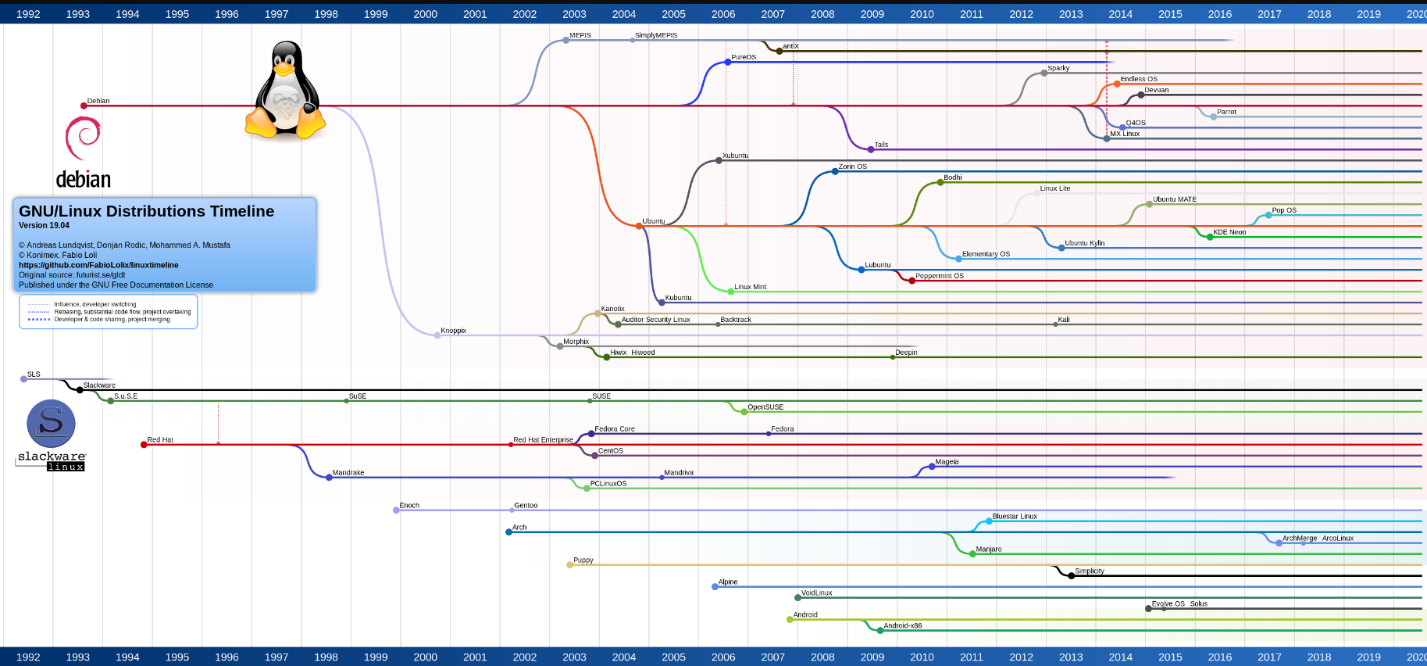 1992 1993 1994 1995 1996 1997 1998 1999 2000 2001 2002 2003 2004 2005 2006 2007 2008 2009 2010 2011 2012 2013 2014 2015 2016 2017 2018 2019 2020
MEPIS SimplyMEPIS
antiX
PureOS
Sparky
Endless OS
Devuan
Debian
Parrot
Q4OS
MX Linux
Tails
debian
Xubuntu
Zorin OS
Bodhi
Linux Lite
Ubuntu MATE
Pop OS
Ubuntu
KDE Neon
Ubuntu Kylin
Elementary OS
Lubuntu
Peppermint OS
Linux Mint
Kubuntu
GNU/Linux Distributions Timeline
Version 19.04
© Andreas Lundqvist, Donjan Rodic, Mohammed A. Mustafa
© Konimex, Fabio Loli
https://github.com/FabioLolix/linuxtimeline
Original source: futurist.se/gldt
Published under the GNU Free Documentation License
Influence, developer switching
Rebasing, substantial code flow, project overtaking
Developer & code sharing, project merging
Kanotix
Auditor Security Linux Backtrack Kali
Knoppix
Morphix
Hiwix Hiweed Deepin
SLS
Slackware
S.u.S.E SuSE SUSE
OpenSUSE
S
slackware
linux
Fedora Core Fedora
Red Hat Red Hat Enterprise
CentOS
Mageia
Mandrake Mandriva
PCLinuxOS
Enoch Gentoo
Bluestar Linux
Arch
ArchMerge ArcoLinux
Manjaro
Puppy
Simplicity
Alpine
VoidLinux
Evolve OS Solus
Android
Android-x86
1992 1993 1994 1995 1996 1997 1998 1999 2000 2001 2002 2003 2004 2005 2006 2007 2008 2009 2010 2011 2012 2013 2014 2015 2016 2017 2018 2019